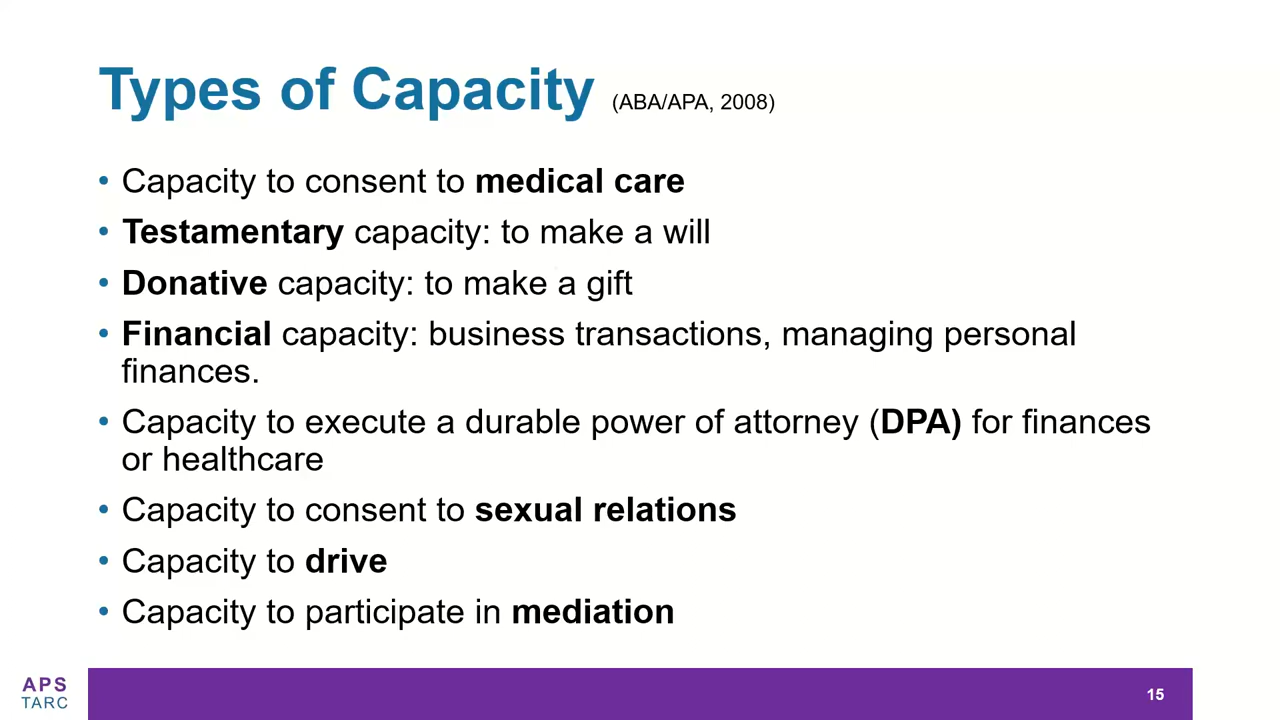 Types of Capacity (ABA/APA, 2008)
• Capacity to consent to medical care
• Testamentary capacity: to make a will
• Donative capacity: to make a gift
• Financial capacity: business transactions, managing personal
finances.
• Capacity to execute a durable power of attorney (DPA) for finances
or healthcare
• Capacity to consent to sexual relations
• Capacity to drive
• Capacity to participate in mediation
APS
TARC
15